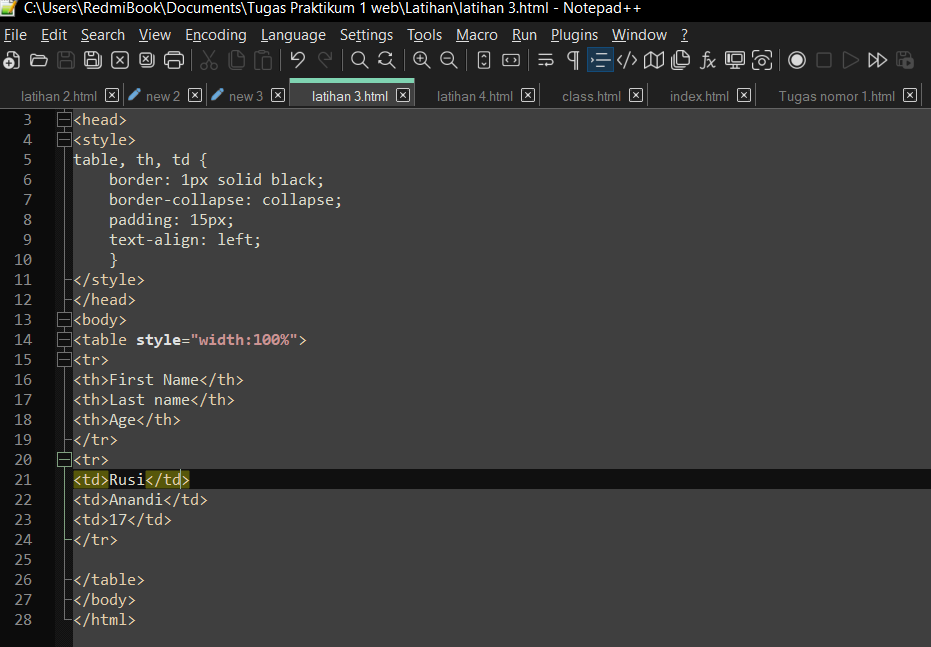 C:\Users\RedmiBook\Documents\Tugas Praktikum 1 web\Latihan\latihan 3.html - Notepad++
File Edit Search View Encoding Language Settings Tools Macro Run Plugins Window ?
latihan 2.html new 2 new 3 latihan 3.html latihan 4.html class.html index.html Tugas nomor 1.html
3 <head>
4 <style>
5 table, th, td {
6     border: 1px solid black;
7     border-collapse: collapse;
8     padding: 15px;
9     text-align: left;
10     }
11 </style>
12 </head>
13 <body>
14 <table style="width:100%">
15 <tr>
16 <th>First Name</th>
17 <th>Last name</th>
18 <th>Age</th>
19 </tr>
20 <tr>
21 <td>Rusi</td>
22 <td>Anandi</td>
23 <td>17</td>
24 </tr>
25
26 </table>
27 </body>
28 </html>